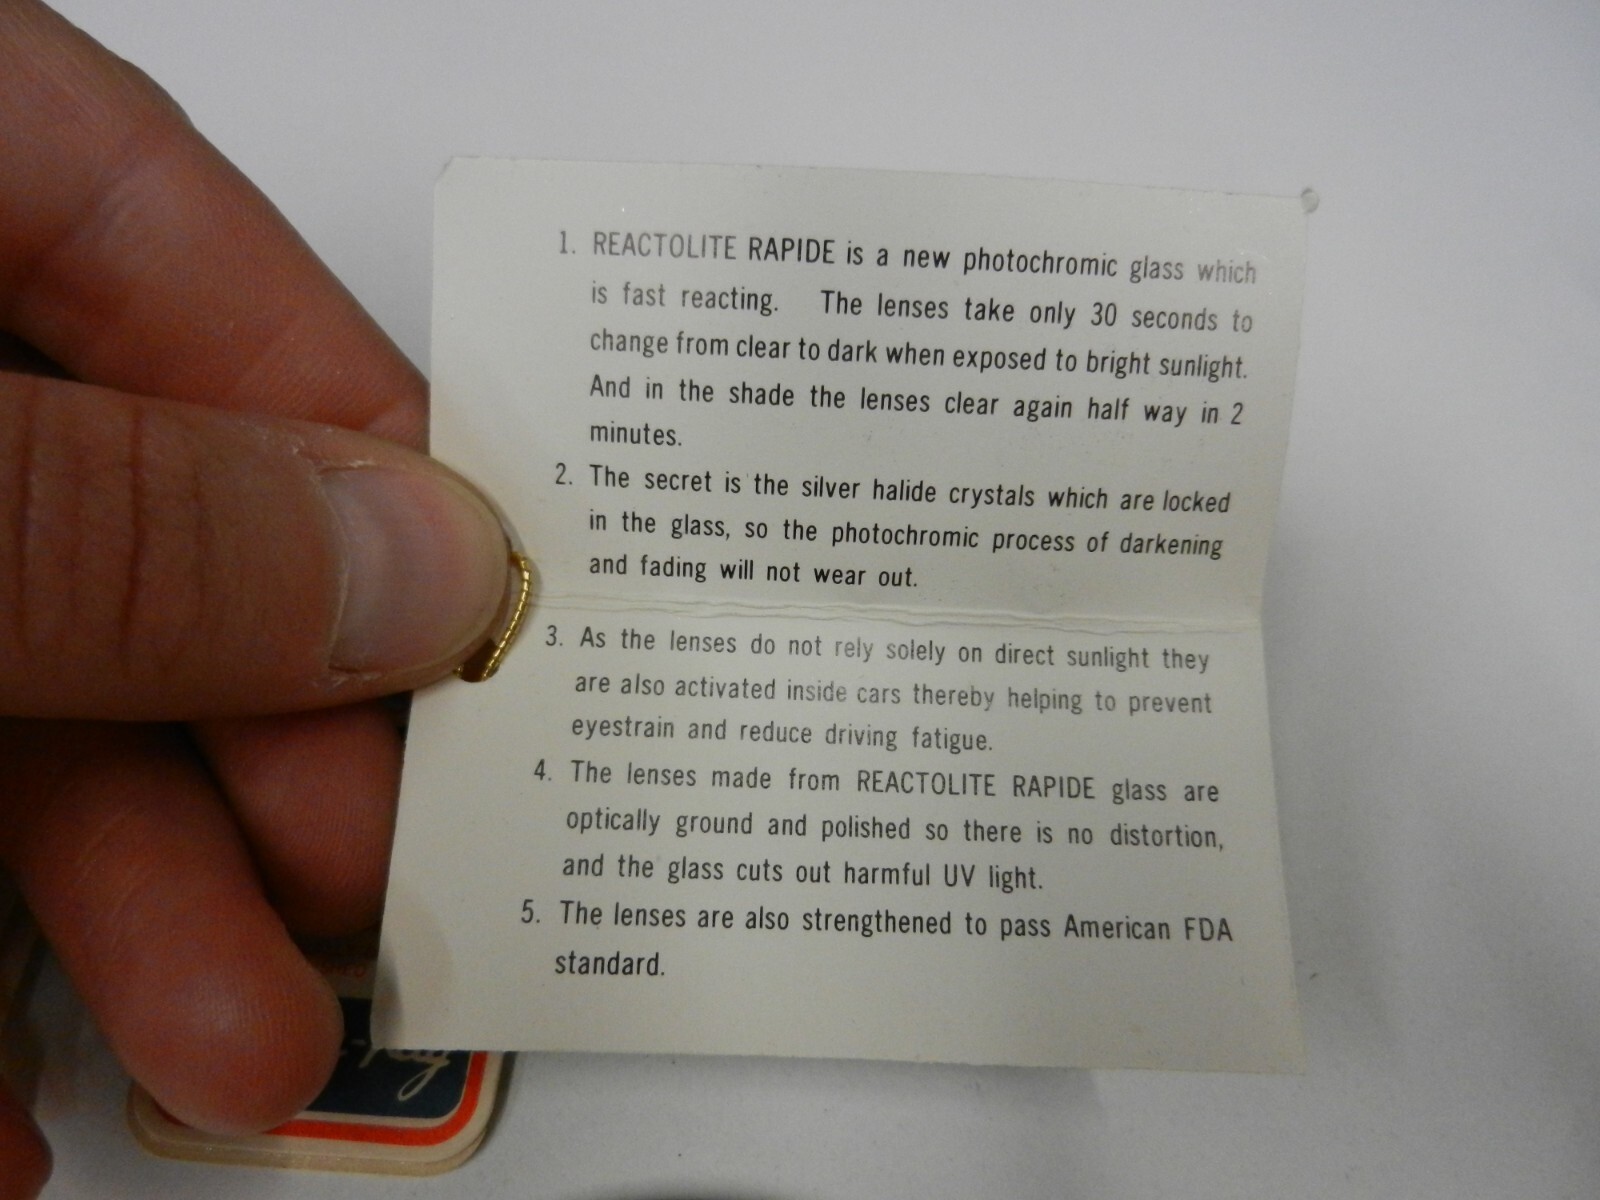 1. REACTOLITE RAPIDE is a new photochromic glass which
is fast reacting. The lenses take only 30 seconds to
change from clear to dark when exposed to bright sunlight.
And in the shade the lenses clear again half way in 2
minutes.
2. The secret is the silver halide crystals which are locked
in the glass, so the photochromic process of darkening
and fading will not wear out.
3. As the lenses do not rely solely on direct sunlight they
are also activated inside cars thereby helping to prevent
eyestrain and reduce driving fatigue.
4. The lenses made from REACTOLITE RAPIDE glass are
optically ground and polished so there is no distortion,
and the glass cuts out harmful UV light.
5. The lenses are also strengthened to pass American FDA
standard.